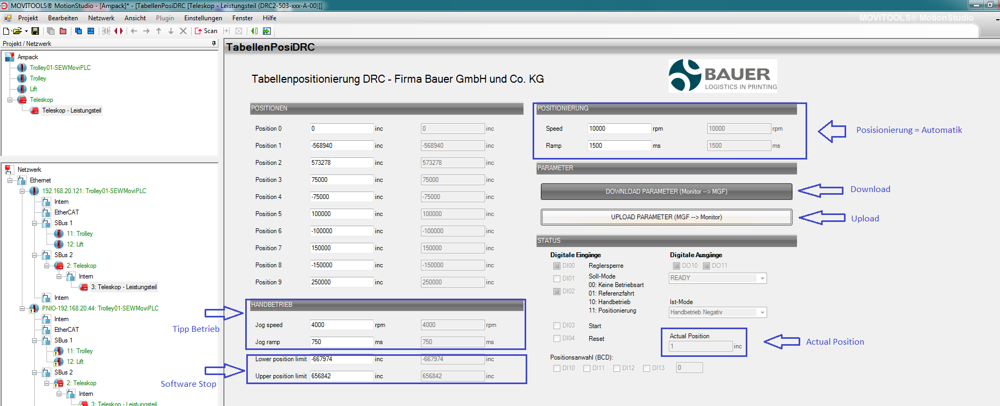 MOVITOOLS® MotionStudio - [Ampack]* - [TabellenPosiDRC [Teleskop - Leistungsteil (DRC2-503-xxx-A-00)]]
Projekt Bearbeiten Netzwerk Ansicht Plugin Einstellungen Fenster Hilfe
MOVITOOLS® MotionStudio
Scan
Projekt / Netzwerk
Ampack
Trolley01-SEWMoviPLC
Trolley
Lift
Teleskop
Teleskop - Leistungsteil
Netzwerk
Ethernet
192.168.20.121: Trolley01-SEWMoviPLC
Intern
EtherCAT
SBus 1
11: Trolley
12: Lift
SBus 2
2: Teleskop
Intern
3: Teleskop - Leistungsteil
Intern
PNIO-192.168.20.44: Trolley01-SEWMoviPLC
Intern
EtherCAT
SBus 1
11: Trolley
12: Lift
SBus 2
2: Teleskop
Intern
3: Teleskop - Leistungsteil
TabellenPosiDRC
Tabellenpositionierung DRC - Firma Bauer GmbH und Co. KG
BAUER
LOGISTICS IN PRINTING
POSITIONEN
Position 0 0 inc 0 inc
Position 1 -568940 inc -568940 inc
Position 2 573278 inc 573278 inc
Position 3 75000 inc 75000 inc
Position 4 -75000 inc -75000 inc
Position 5 100000 inc 100000 inc
Position 6 -100000 inc -100000 inc
Position 7 150000 inc 150000 inc
Position 8 -150000 inc -150000 inc
Position 9 250000 inc 250000 inc
HANDBETRIEB
Jog speed 4000 rpm 4000 rpm
Jog ramp 750 ms 750 ms
Tipp Betrieb
Lower position limit -667974 inc -667974 inc
Upper position limit 656842 inc 656842 inc
Software Stop
POSITIONIERUNG
Speed 10000 rpm 10000 rpm
Ramp 1500 ms 1500 ms
Posisionierung = Automatik
PARAMETER
DOWNLOAD PARAMETER (Monitor --> MGF)
Download
UPLOAD PARAMETER (MGF --> Monitor)
Upload
STATUS
Digitale Eingänge
DI00 Reglersperre
DI01 Soll-Mode
00: Keine Betriebsart
DI02 01: Referenzfahrt
10: Handbetrieb
11: Positionierung
DI03 Start
DI04 Reset
Positionsanwahl (BCD):
DI10 DI11 DI12 DI13 0
Digitale Ausgänge
DO10 DO11
READY
Ist-Mode
Handbetrieb Negativ
Actual Position
1 inc
Actual Position